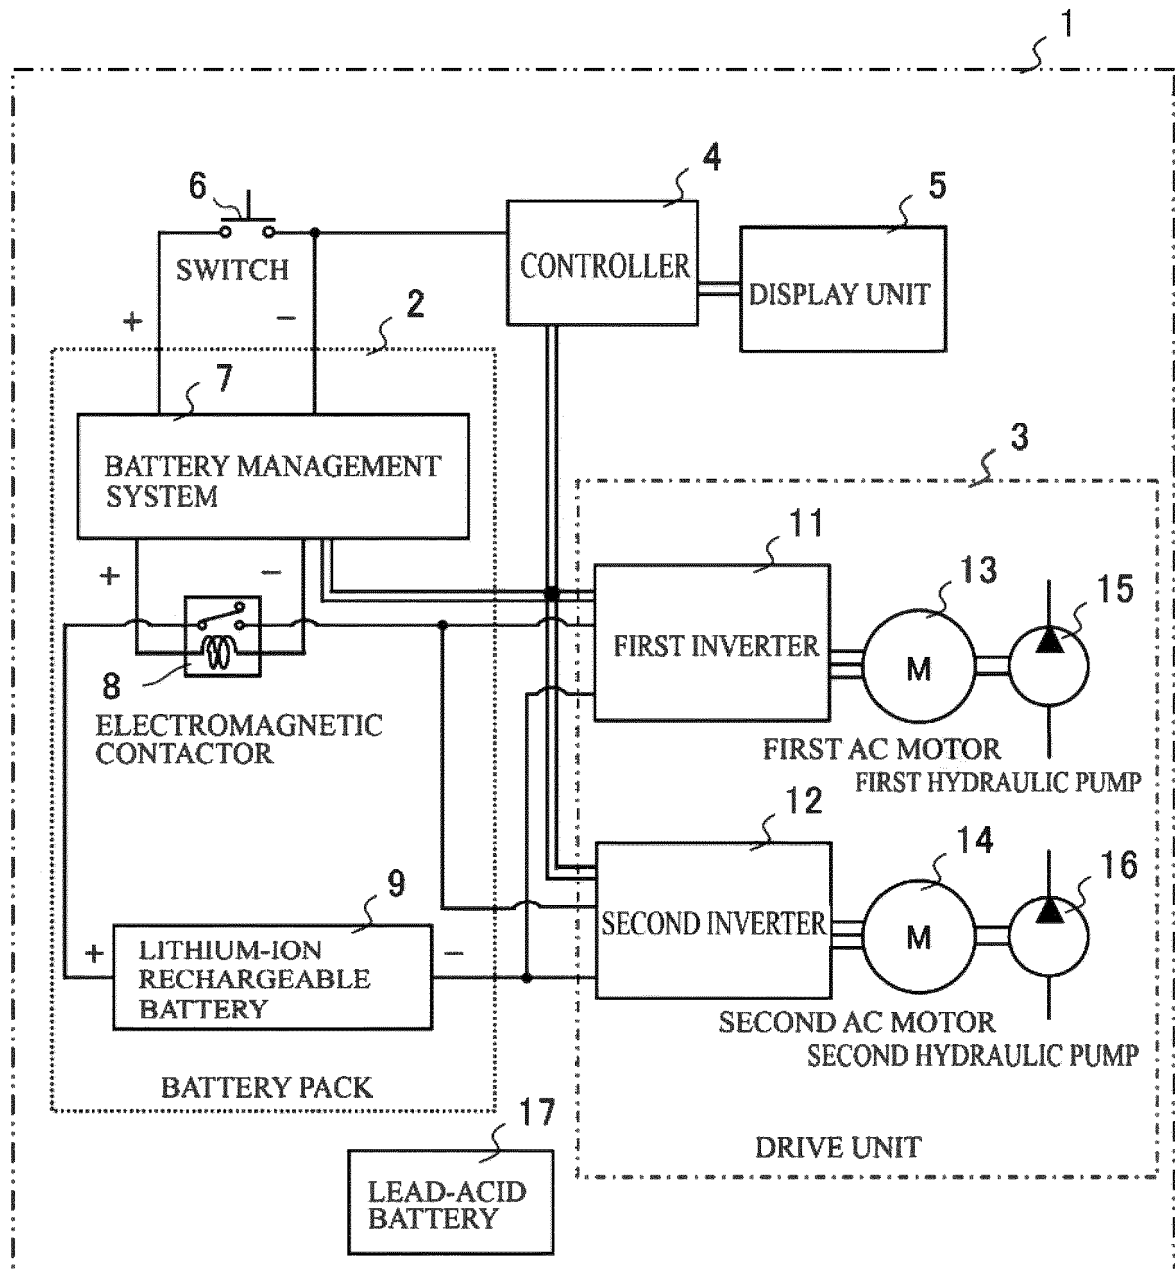 1
4
5
6
CONTROLLER
SWITCH
DISPLAY UNIT
+
−
2
7
3
BATTERY MANAGEMENT
SYSTEM
11
+
−
13
15
FIRST INVERTER
M
8
ELECTROMAGNETIC
CONTACTOR
FIRST AC MOTOR
FIRST HYDRAULIC PUMP
12
14
16
9
SECOND INVERTER
M
+
LITHIUM-ION
RECHARGEABLE
BATTERY
−
SECOND AC MOTOR
SECOND HYDRAULIC PUMP
BATTERY PACK
17
DRIVE UNIT
LEAD-ACID
BATTERY